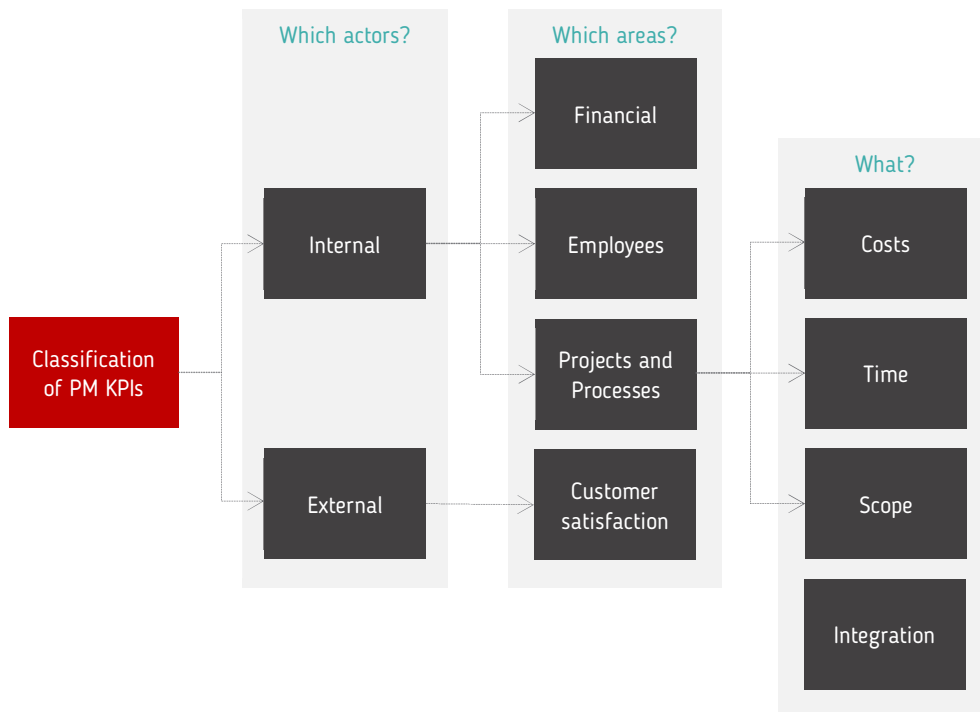 Which actors?
Which areas?
Financial
What?
Internal
Employees
Costs
Classification
of PM KPIs
Projects and
Processes
Time
External
Customer
satisfaction
Scope
Integration